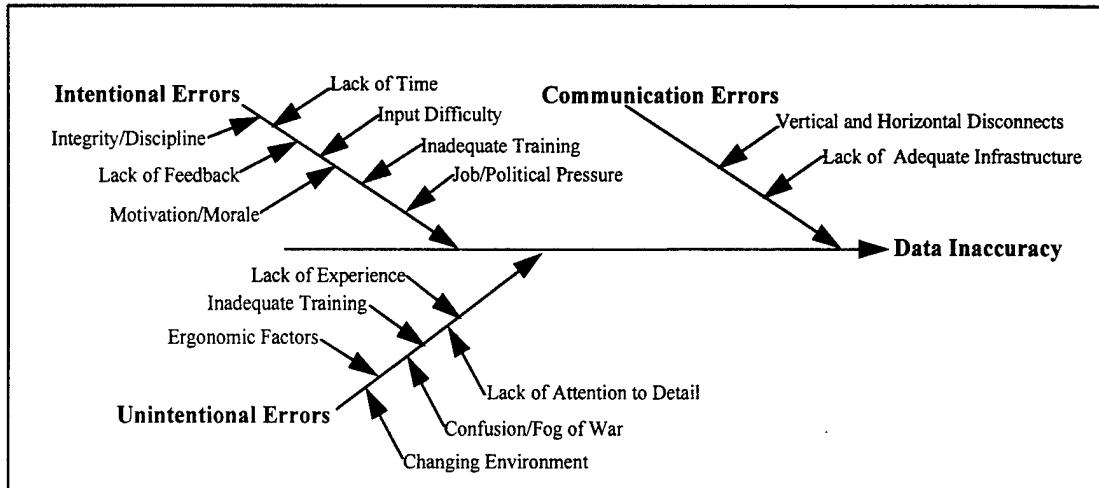 Intentional Errors
Lack of Time
Integrity/Discipline
Input Difficulty
Lack of Feedback
Inadequate Training
Motivation/Morale
Job/Political Pressure
Communication Errors
Vertical and Horizontal Disconnects
Lack of Adequate Infrastructure
Data Inaccuracy
Lack of Experience
Inadequate Training
Ergonomic Factors
Unintentional Errors
Lack of Attention to Detail
Confusion/Fog of War
Changing Environment